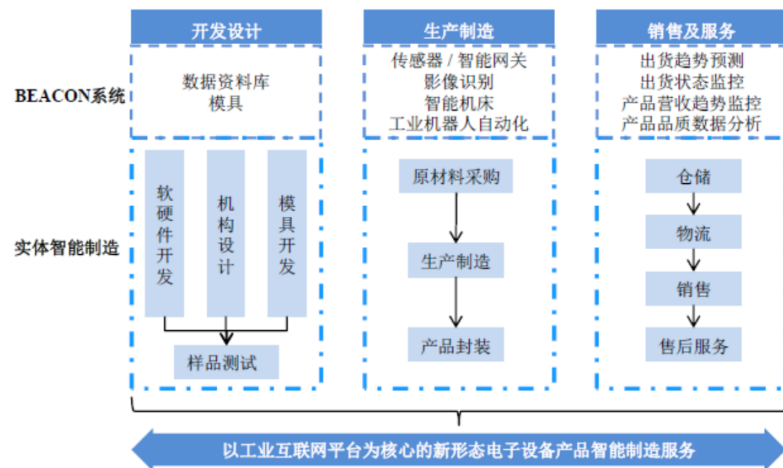 开发设计
生产制造
销售及服务
BEACON系统
数据资料库
模具
传感器 / 智能网关
影像识别
智能机床
工业机器人自动化
出货趋势预测
出货状态监控
产品营收趋势监控
产品品质数据分析
实体智能制造
软硬件开发
机构设计
模具开发
样品测试
原材料采购
生产制造
产品封装
仓储
物流
销售
售后服务
以工业互联网平台为核心的新形态电子设备产品智能制造服务